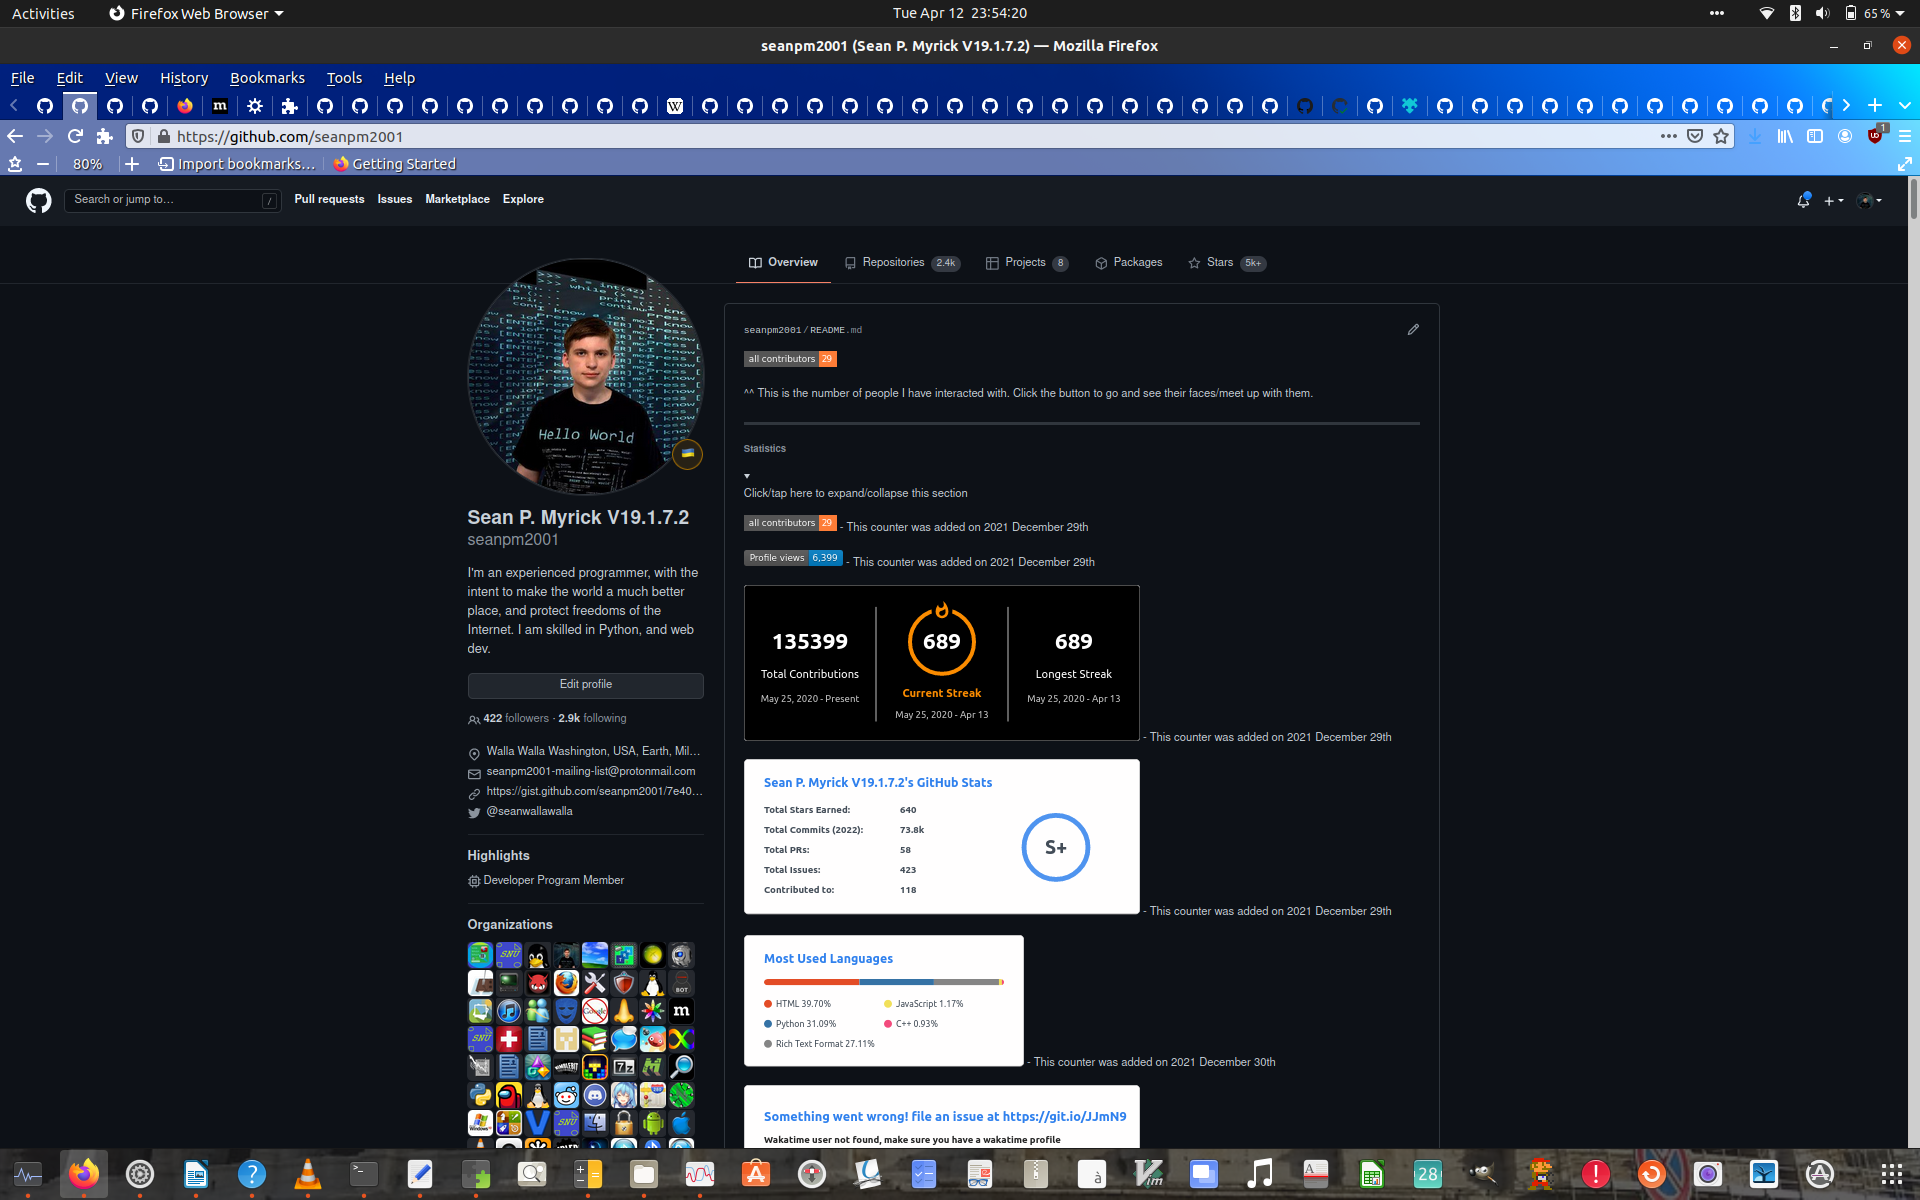 Activities
Firefox Web Browser
Tue Apr 12 23:54:20
65 %
seanpm2001 (Sean P. Myrick V19.1.7.2) — Mozilla Firefox
File Edit View History Bookmarks Tools Help
https://github.com/seanpm2001
1
80%
Import bookmarks…
Getting Started
Search or jump to…
/
Pull requests
Issues
Marketplace
Explore
Overview
Repositories 2.4k
Projects 8
Packages
Stars 5k+
Hello World
Sean P. Myrick V19.1.7.2
seanpm2001
I'm an experienced programmer, with the
intent to make the world a much better
place, and protect freedoms of the
Internet. I am skilled in Python, and web
dev.
Edit profile
422 followers · 2.9k following
Walla Walla Washington, USA, Earth, Mil…
seanpm2001-mailing-list@protonmail.com
https://gist.github.com/seanpm2001/7e40…
@seanwallawalla
Highlights
Developer Program Member
Organizations
seanpm2001/README.md
all contributors 29
^^ This is the number of people I have interacted with. Click the button to go and see their faces/meet up with them.
Statistics
Click/tap here to expand/collapse this section
all contributors 29 - This counter was added on 2021 December 29th
Profile views 6,399 - This counter was added on 2021 December 29th
135399
Total Contributions
May 25, 2020 - Present
689
Current Streak
May 25, 2020 - Apr 13
689
Longest Streak
May 25, 2020 - Apr 13
- This counter was added on 2021 December 29th
Sean P. Myrick V19.1.7.2's GitHub Stats
Total Stars Earned: 640
Total Commits (2022): 73.8k
Total PRs: 58
Total Issues: 423
Contributed to: 118
S+
- This counter was added on 2021 December 29th
Most Used Languages
HTML 39.70%
JavaScript 1.17%
Python 31.09%
C++ 0.93%
Rich Text Format 27.11%
- This counter was added on 2021 December 30th
Something went wrong! file an issue at https://git.io/JJmN9
Wakatime user not found, make sure you have a wakatime profile
28